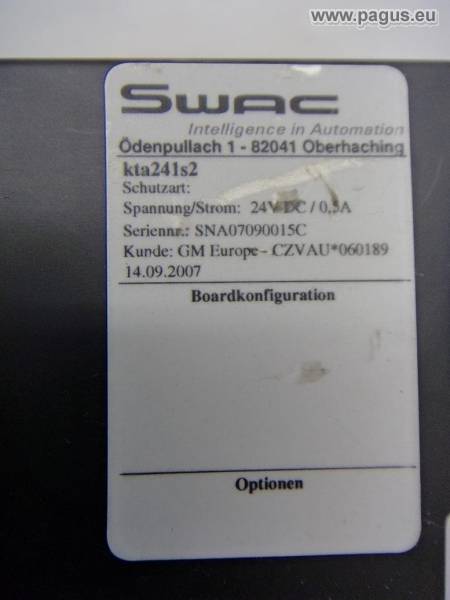 www.pagus.eu
SWAC
Intelligence in Automation
Ödenpullach 1 - 82041 Oberhaching
kta241s2
Schutzart:
Spannung/Strom: 24V DC / 0,5A
Seriennr.: SNA07090015C
Kunde: GM Europe - CZVAU*060189
14.09.2007
Boardkonfiguration
Optionen